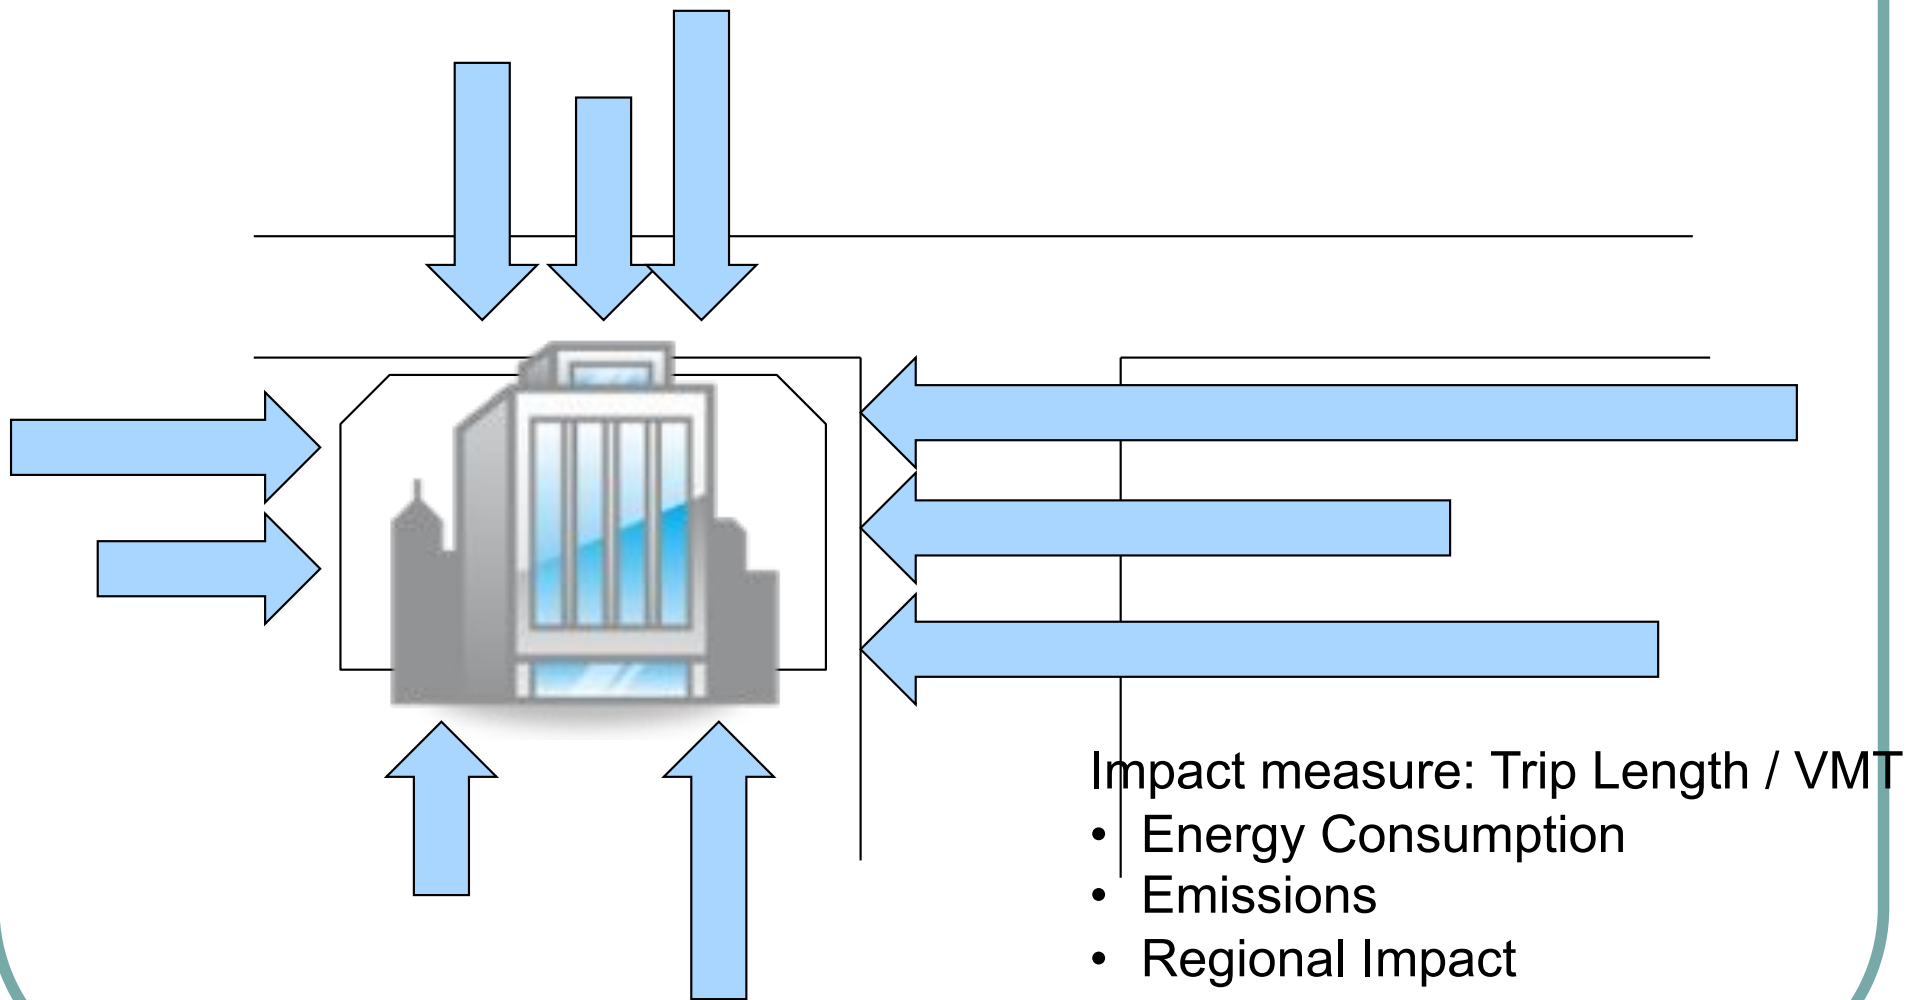 Impact measure: Trip Length / VMT
• Energy Consumption
• Emissions
• Regional Impact